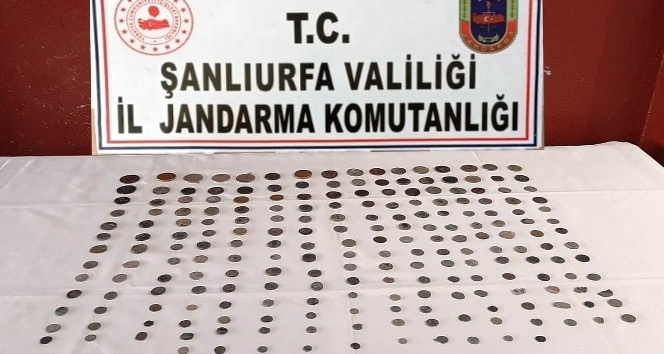 T.C.
ŞANLIURFA VALİLİĞİ
İL JANDARMA KOMUTANLIĞI